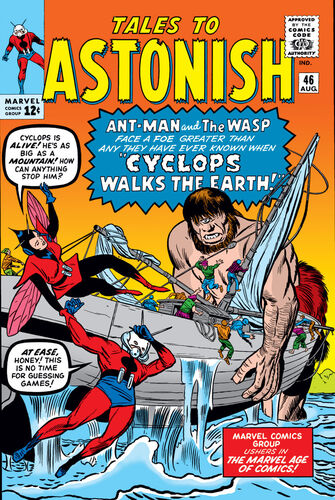 TALES TO
ASTONISH
APPROVED
BY THE
COMICS
CODE
AUTHORITY
IND.
46
AUG.
MARVEL
COMICS
GROUP
12¢
ANT-MAN and THE WASP
FACE A FOE GREATER THAN
ANY THEY HAVE EVER KNOWN WHEN
"CYCLOPS
WALKS THE EARTH!"
CYCLOPS IS
ALIVE! HE'S AS
BIG AS A
MOUNTAIN! HOW
CAN ANYTHING
STOP HIM?
AT EASE,
HONEY! THIS
IS NO TIME
FOR GUESSING
GAMES!
MARVEL COMICS
GROUP
USHERS IN
THE MARVEL AGE
OF COMICS!